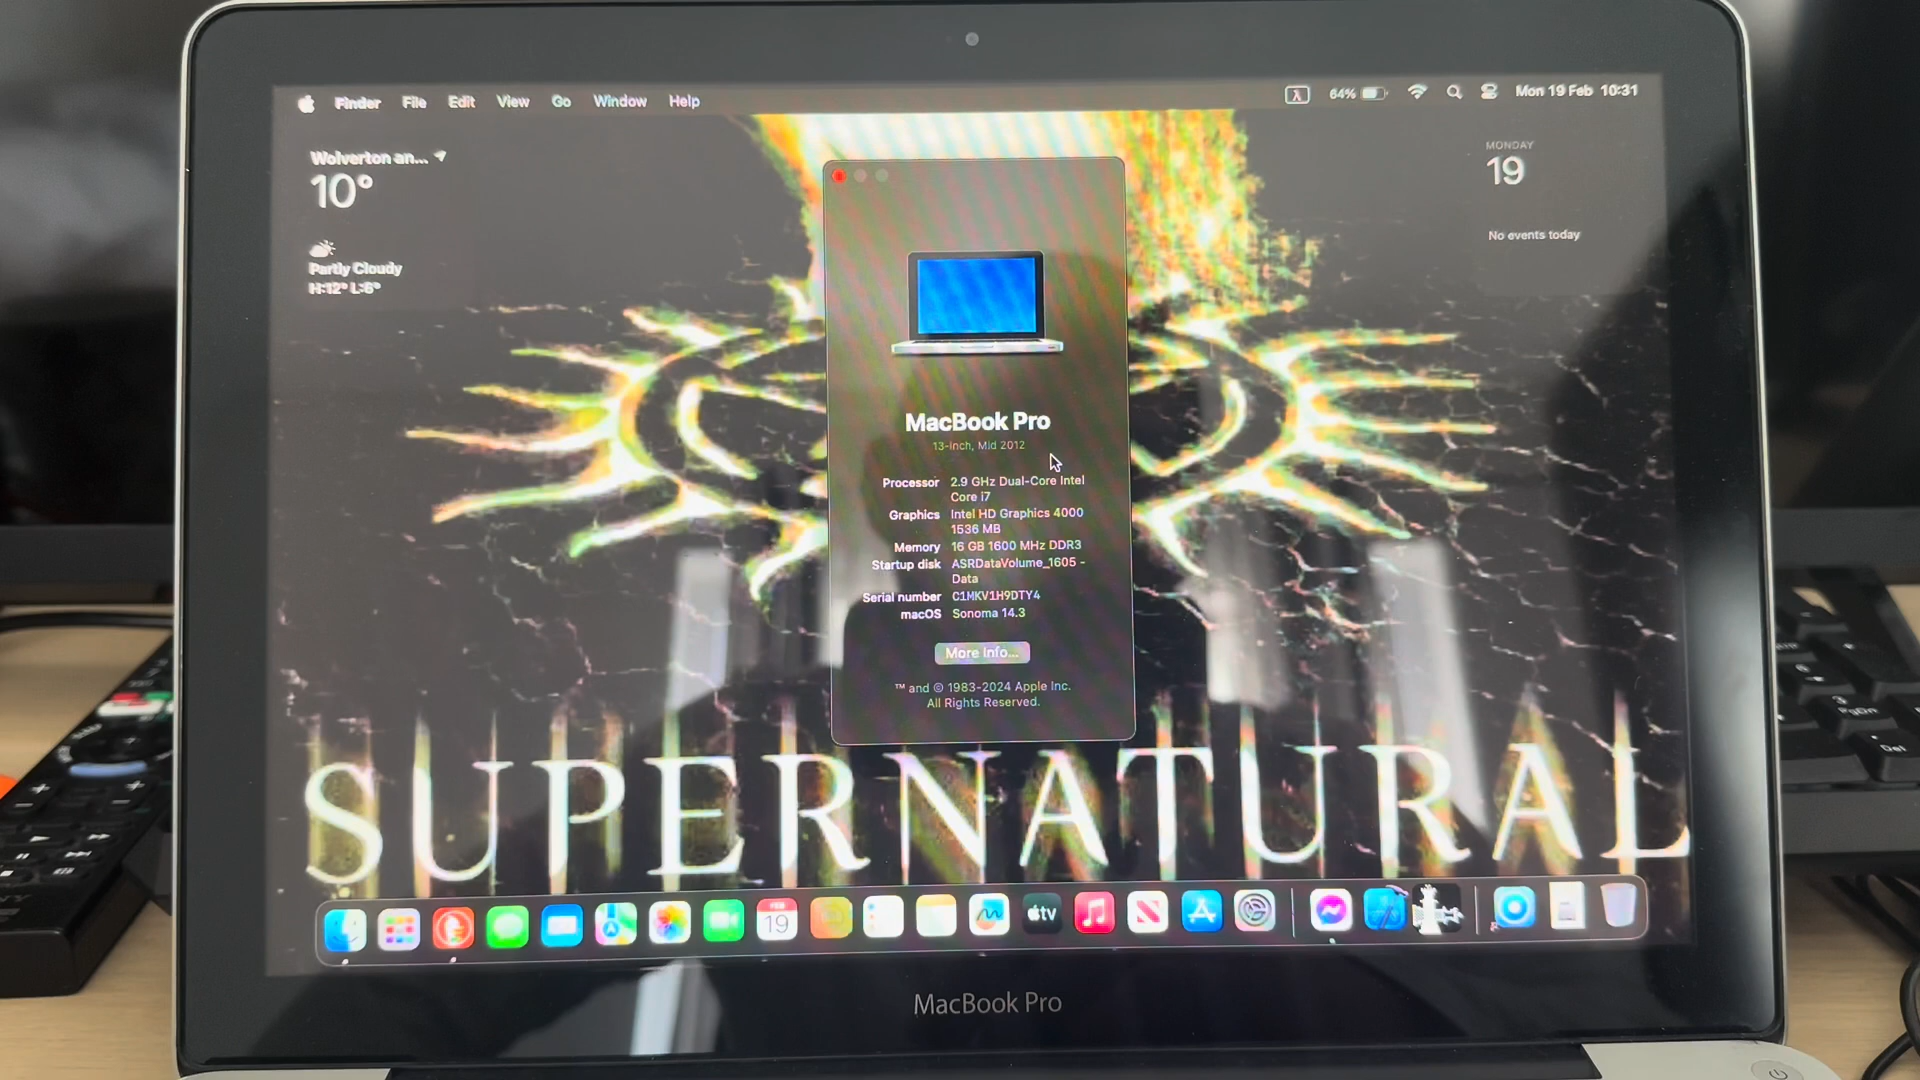 Finder File Edit View Go Window Help
64% Mon 19 Feb 10:31
Wolverton an...
10°
Partly Cloudy
H:12° L:6°
MONDAY
19
No events today
MacBook Pro
13-inch, Mid 2012
Processor 2.9 GHz Dual-Core Intel
Core i7
Graphics Intel HD Graphics 4000
1536 MB
Memory 16 GB 1600 MHz DDR3
Startup disk ASRDataVolume_1605 -
Data
Serial number C1MKV1H9DTY4
macOS Sonoma 14.3
More Info...
™ and © 1983-2024 Apple Inc.
All Rights Reserved.
SUPERNATURAL
FEB
19
tv
MacBook Pro
PgDn
Del